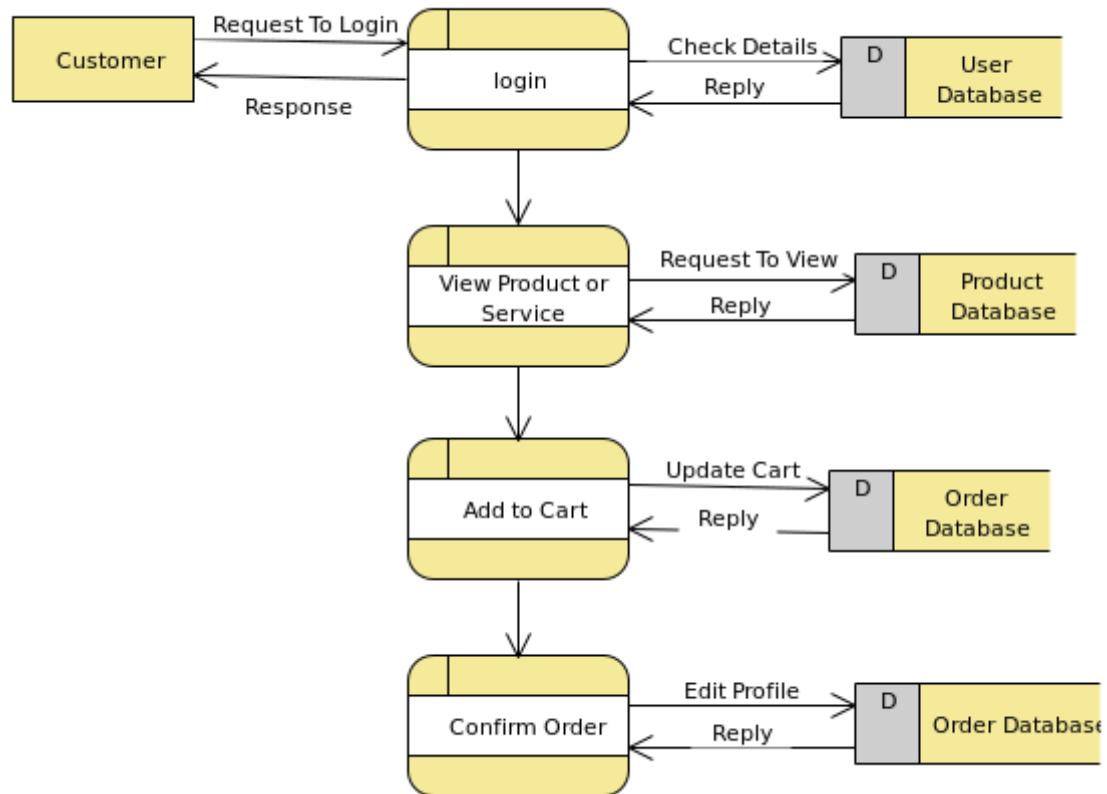 Request To Login
Customer
login
Response
Check Details
Reply
D
User
Database
View Product or
Service
Request To View
Reply
D
Product
Database
Add to Cart
Update Cart
Reply
D
Order
Database
Confirm Order
Edit Profile
Reply
D
Order Database